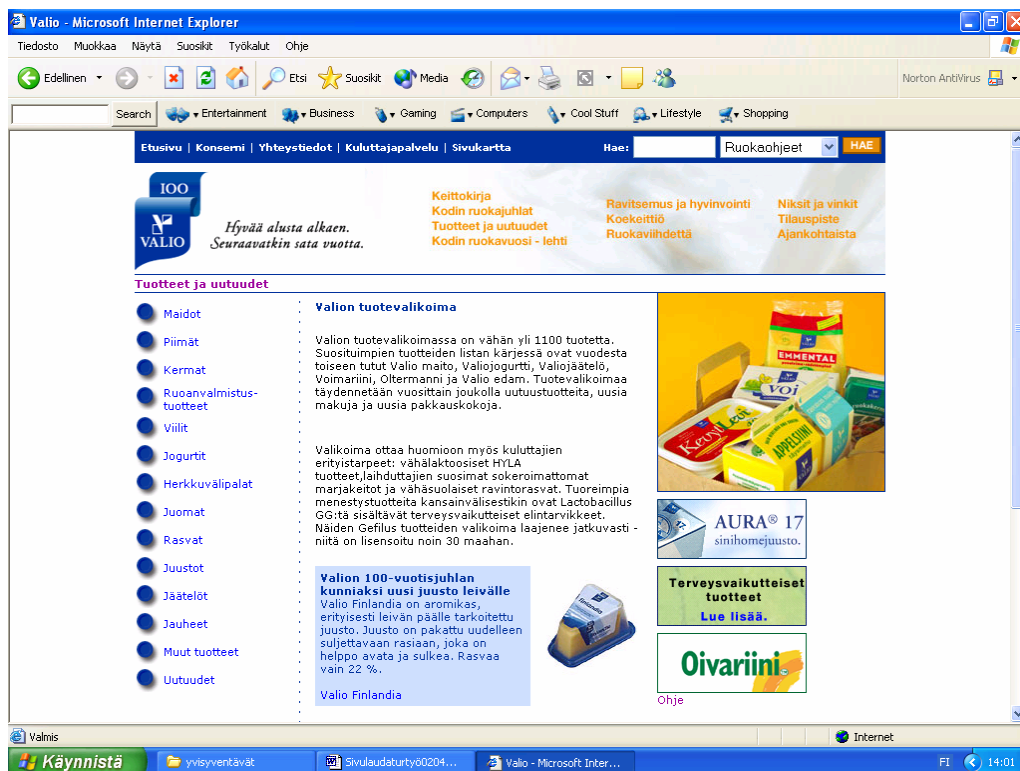 Valio - Microsoft Internet Explorer
Tiedosto Muokkaa Näytä Suosikit Työkalut Ohje
Edellinen Etsi Suosikit Media Norton AntiVirus
Search Entertainment Business Gaming Computers Cool Stuff Lifestyle Shopping
Etusivu | Konserni | Yhteystiedot | Kuluttajapalvelu | Sivukartta Hae: Ruokaohjeet HAE
100
VALIO
Hyvää alusta alkaen.
Seuraavatkin sata vuotta.
Keittokirja
Kodin ruokajuhlat
Tuotteet ja uutuudet
Kodin ruokavuosi - lehti
Ravitsemus ja hyvinvointi
Koekeittiö
Ruokaviihdettä
Niksit ja vinkit
Tilauspiste
Ajankohtaista
Tuotteet ja uutuudet
Maidot
Piimät
Kermat
Ruoanvalmistus-
tuotteet
Viilit
Jogurtit
Herkkuvälipalat
Juomat
Rasvat
Juustot
Jäätelöt
Jauheet
Muut tuotteet
Uutuudet
Valion tuotevalikoima
Valion tuotevalikoimassa on vähän yli 1100 tuotetta.
Suosituimpien tuotteiden listan kärjessä ovat vuodesta
toiseen tutut Valio maito, Valiojogurtti, Valiojäätelö,
Voimariini, Oltermanni ja Valio edam. Tuotevalikoimaa
täydennetään vuosittain joukolla uutuustuotteita, uusia
makuja ja uusia pakkauskokoja.
Valikoima ottaa huomioon myös kuluttajien
erityistarpeet: vähälaktoosiset HYLA
tuotteet,laihduttajien suosimat sokeroimattomat
marjakeitot ja vähäsuolaiset ravintorasvat. Tuoreimpia
menestystuotteita kansainvälisestikin ovat Lactobacillus
GG:tä sisältävät terveysvaikutteiset elintarvikkeet.
Näiden Gefilus tuotteiden valikoima laajenee jatkuvasti -
niitä on lisensoitu noin 30 maahan.
Valion 100-vuotisjuhlan
kunniaksi uusi juusto leivälle
Valio Finlandia on aromikas,
erityisesti leivän päälle tarkoitettu
juusto. Juusto on pakattu uudelleen
suljettavaan rasiaan, joka on
helppo avata ja sulkea. Rasvaa
vain 22 %.
Valio Finlandia
finlandia
EMMENTAL
VOI
KEVYT LEVI
APPELSIINI
AURA® 17
sinihomejuusto.
Terveysvaikutteiset
tuotteet
Lue lisää.
Oivariini
Ohje
Valmis Internet
Käynnistä yvisyventävät Sivulaudaturtyö0204... Valio - Microsoft Inter... FI 14:01